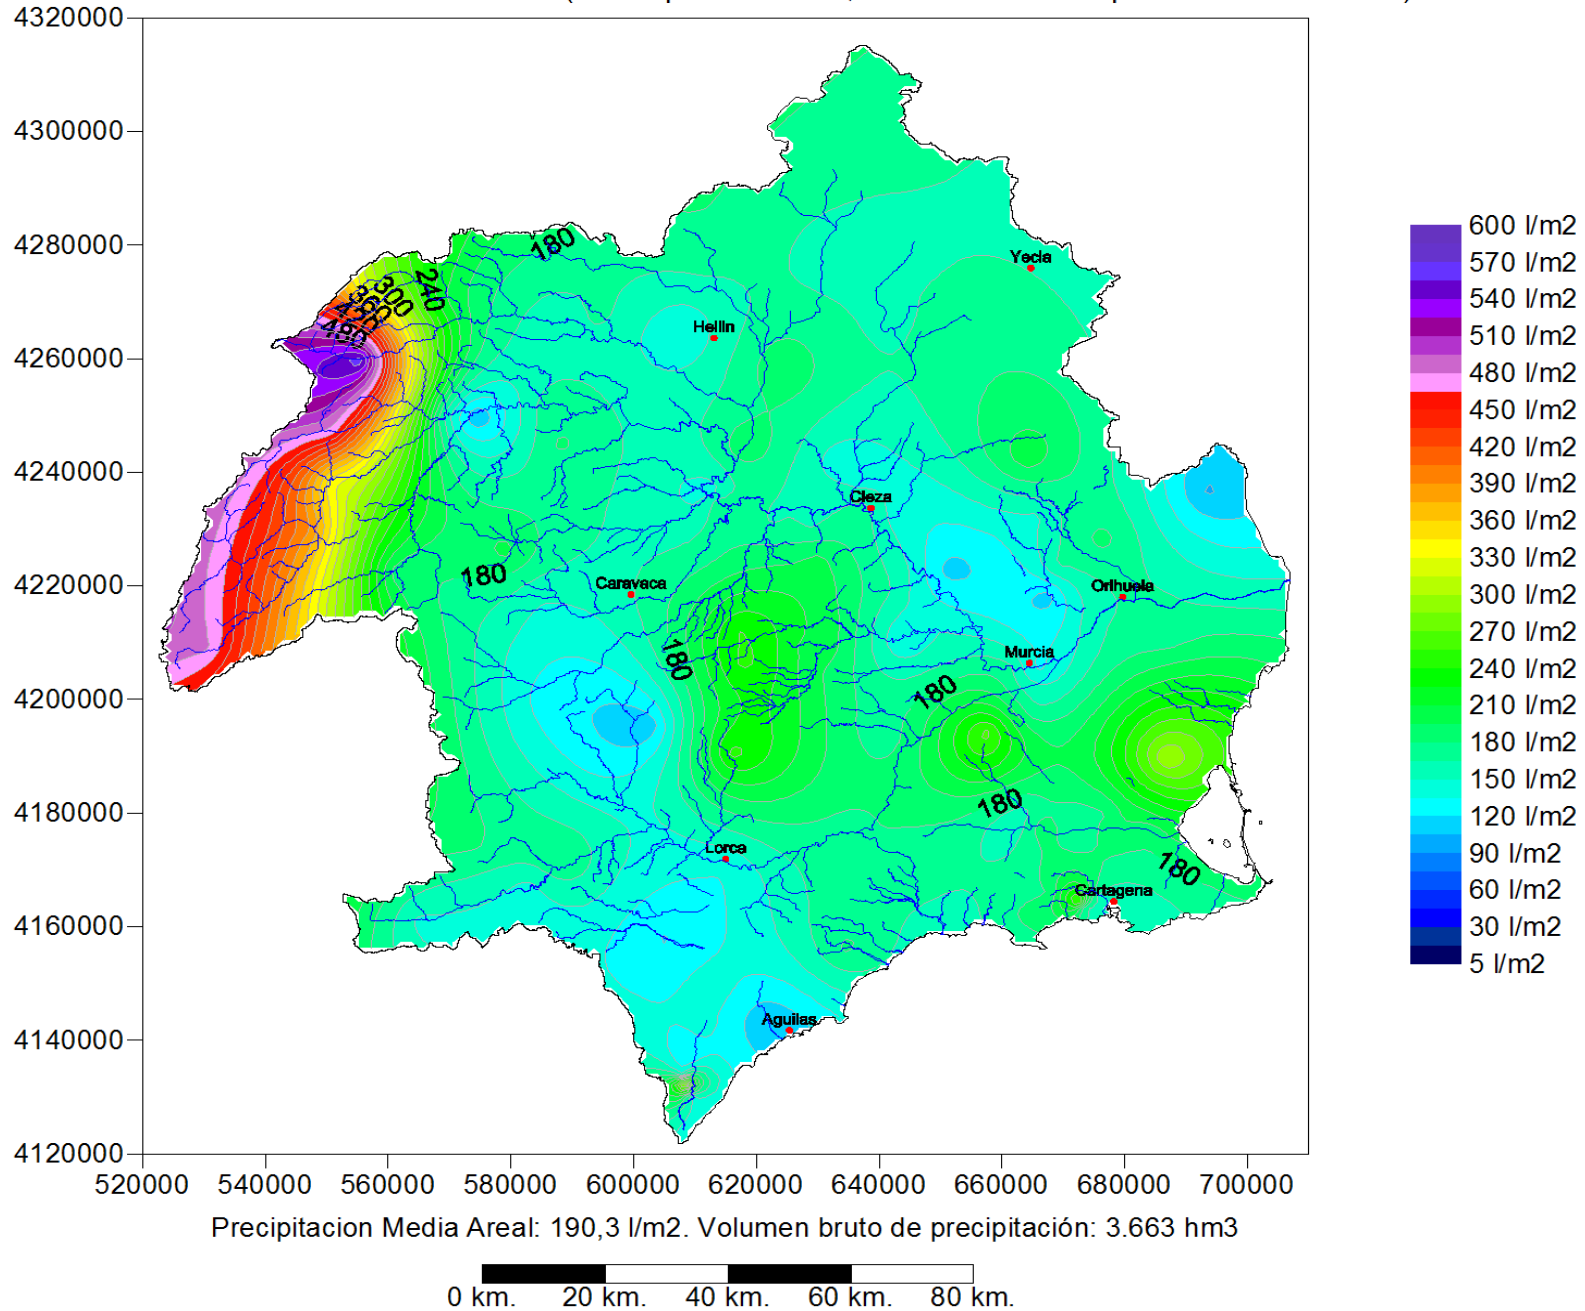 4320000
4300000
4280000
4260000
4240000
4220000
4200000
4180000
4160000
4140000
4120000
520000 540000 560000 580000 600000 620000 640000 660000 680000 700000
180
240
300
480
Yecla
Hellin
Cieza
180
Caravaca
Orihuela
180
Murcia
180
180
Lorca
180
Cartagena
Aguilas
600 l/m2
570 l/m2
540 l/m2
510 l/m2
480 l/m2
450 l/m2
420 l/m2
390 l/m2
360 l/m2
330 l/m2
300 l/m2
270 l/m2
240 l/m2
210 l/m2
180 l/m2
150 l/m2
120 l/m2
90 l/m2
60 l/m2
30 l/m2
5 l/m2
Precipitacion Media Areal: 190,3 l/m2. Volumen bruto de precipitación: 3.663 hm3
0 km. 20 km. 40 km. 60 km. 80 km.